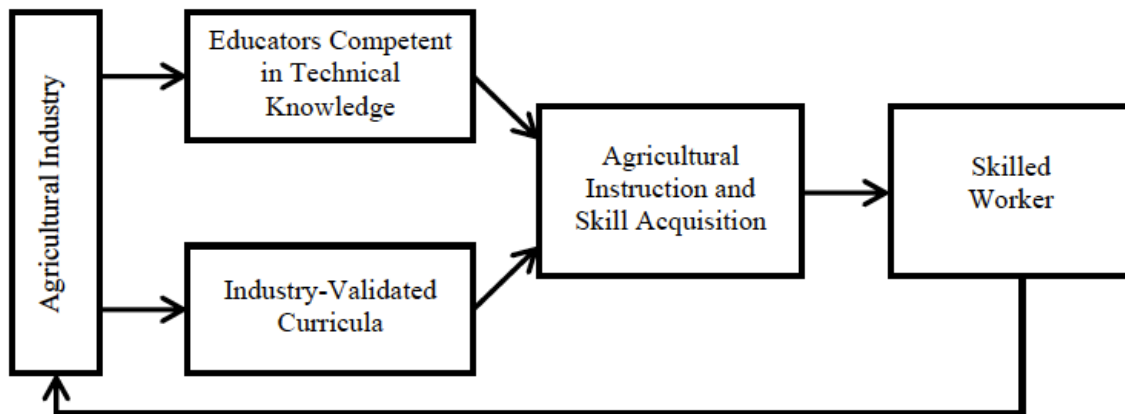 Agricultural Industry
Educators Competent
in Technical
Knowledge
Industry-Validated
Curricula
Agricultural
Instruction and
Skill Acquisition
Skilled
Worker